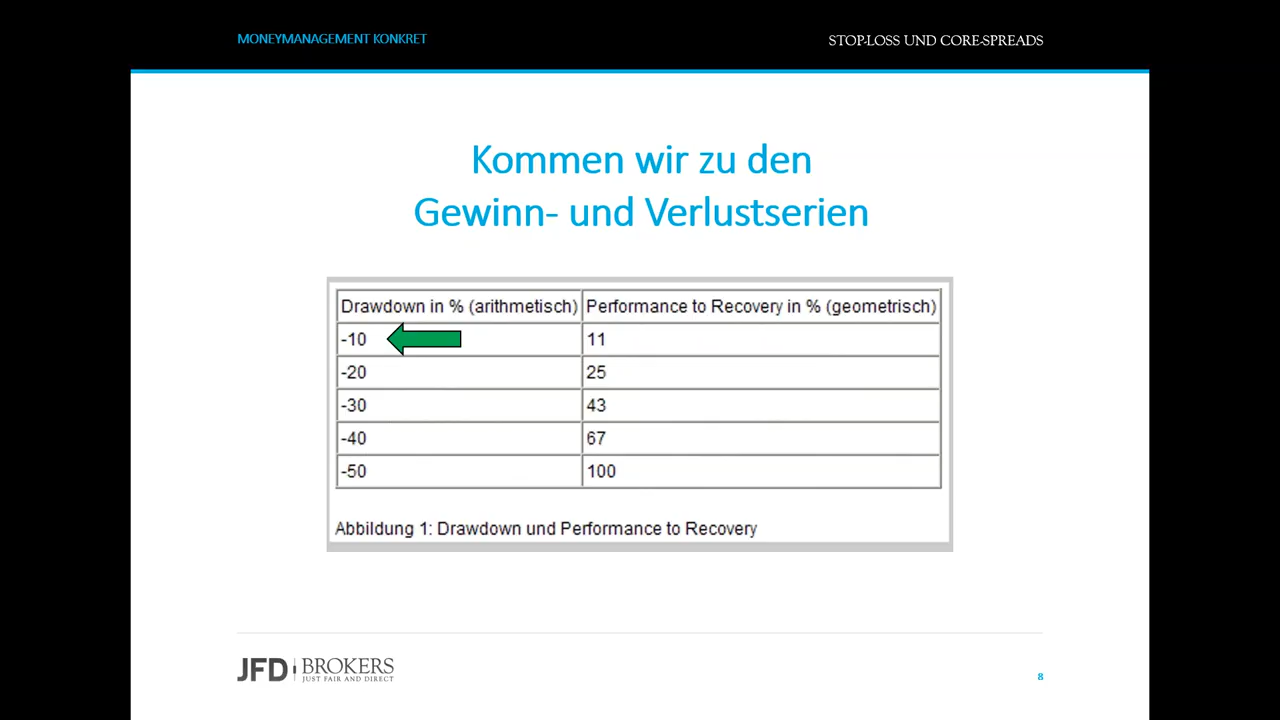 MONEYMANAGEMENT KONKRET
STOP-LOSS UND CORE-SPREADS
Kommen wir zu den
Gewinn- und Verlustserien
Drawdown in % (arithmetisch) Performance to Recovery in % (geometrisch)
-10 11
-20 25
-30 43
-40 67
-50 100
Abbildung 1: Drawdown und Performance to Recovery
JFD BROKERS
JUST FAIR AND DIRECT
8